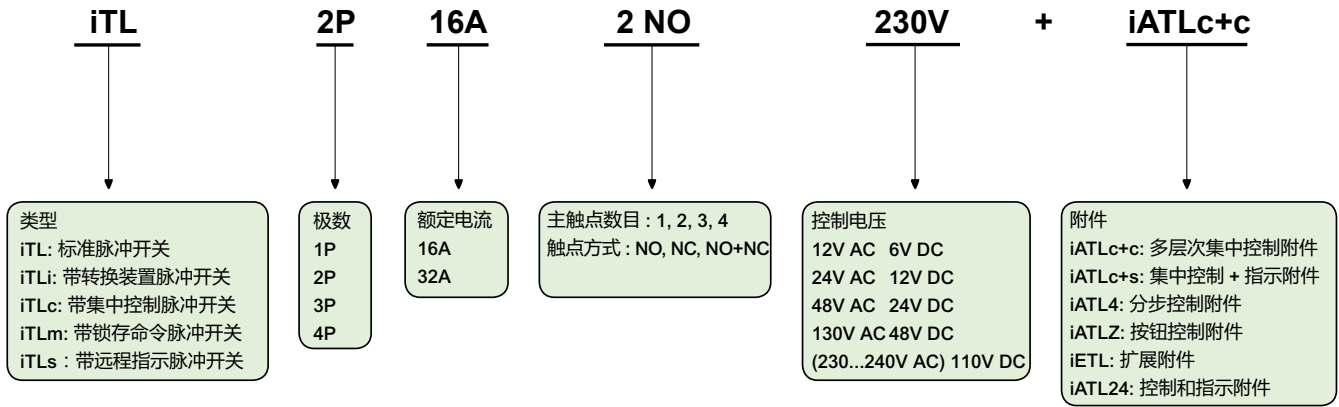 iTL 2P 16A 2 NO 230V + iATLc+c
类型
iTL: 标准脉冲开关
iTLi: 带转换装置脉冲开关
iTLc: 带集中控制脉冲开关
iTLm: 带锁存命令脉冲开关
iTLs : 带远程指示脉冲开关
极数
1P
2P
3P
4P
额定电流
16A
32A
主触点数目 : 1, 2, 3, 4
触点方式 : NO, NC, NO+NC
控制电压
12V AC 6V DC
24V AC 12V DC
48V AC 24V DC
130V AC 48V DC
(230...240V AC) 110V DC
附件
iATLc+c: 多层次集中控制附件
iATLc+s: 集中控制 + 指示附件
iATL4: 分步控制附件
iATLZ: 按钮控制附件
iETL: 扩展附件
iATL24: 控制和指示附件